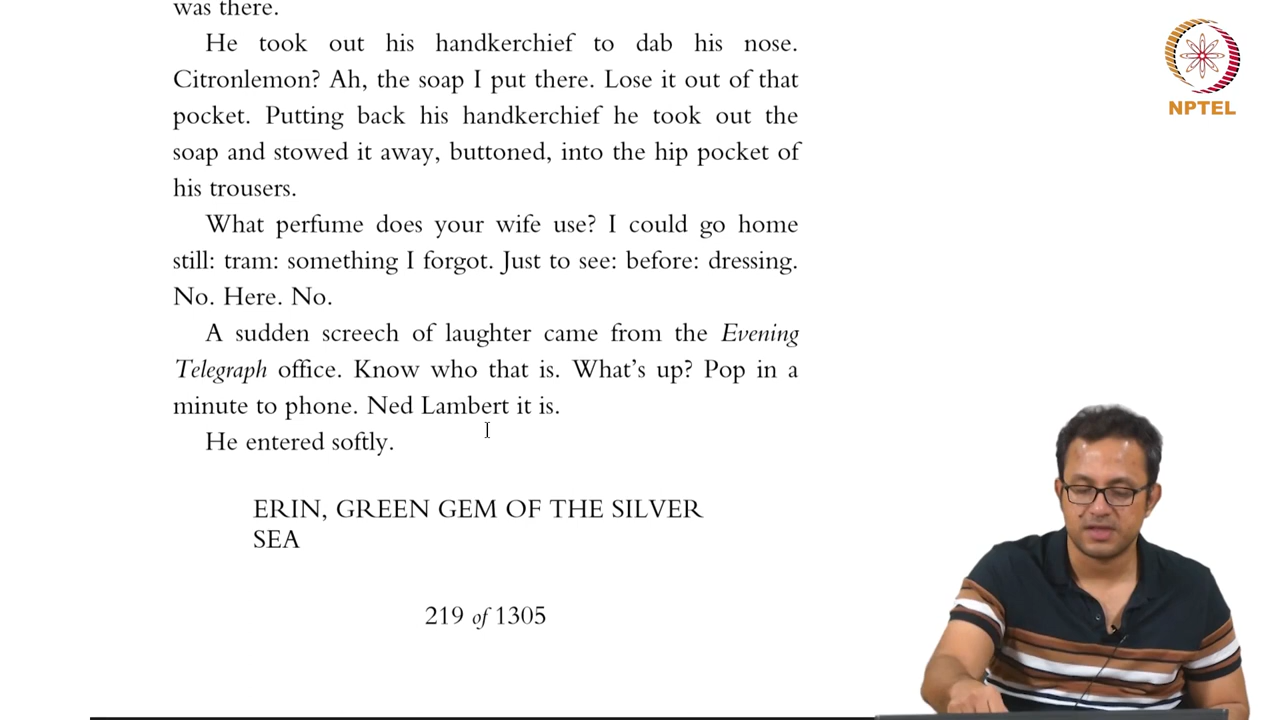 was there.
He took out his handkerchief to dab his nose.
Citronlemon? Ah, the soap I put there. Lose it out of that
pocket. Putting back his handkerchief he took out the
soap and stowed it away, buttoned, into the hip pocket of
his trousers.
What perfume does your wife use? I could go home
still: tram: something I forgot. Just to see: before: dressing.
No. Here. No.
A sudden screech of laughter came from the Evening
Telegraph office. Know who that is. What’s up? Pop in a
minute to phone. Ned Lambert it is.
He entered softly.
ERIN, GREEN GEM OF THE SILVER
SEA
219 of 1305
NPTEL